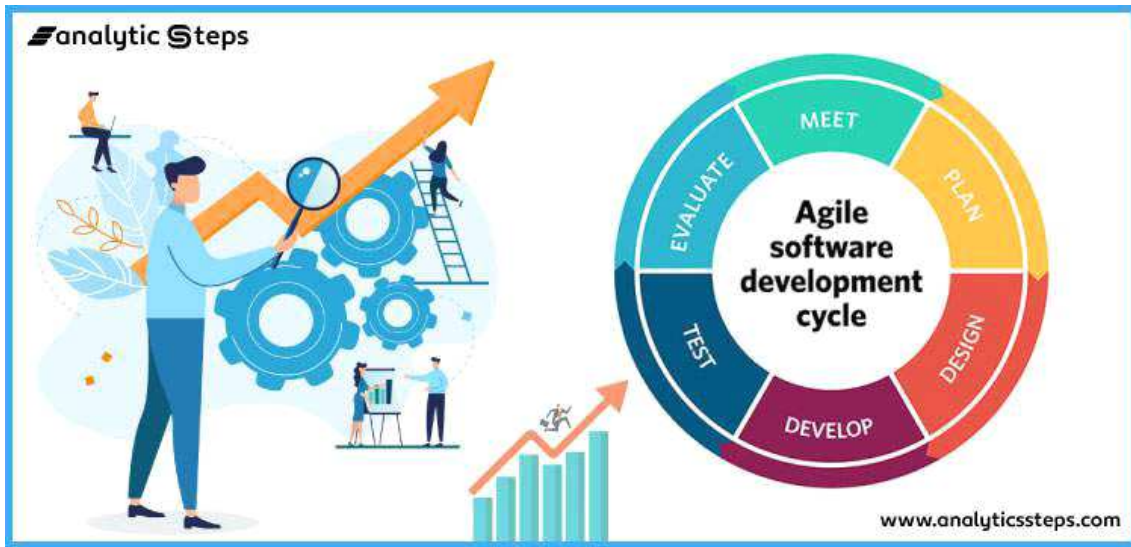 analytic Steps
MEET
PLAN
DESIGN
DEVELOP
TEST
EVALUATE
Agile
software
development
cycle
www.analyticssteps.com